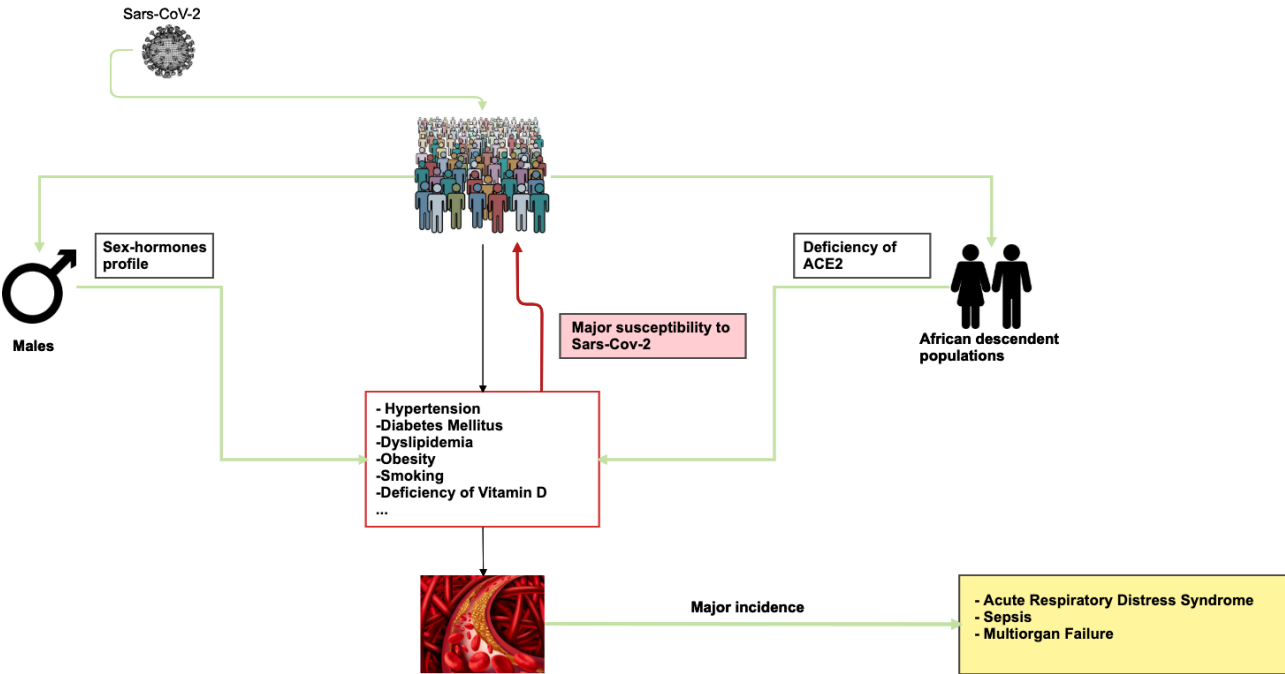 Sars-CoV-2
Sex-hormones
profile
Deficiency of
ACE2
Major susceptibility to
Sars-Cov-2
Males
African descendent
populations
- Hypertension
-Diabetes Mellitus
-Dyslipidemia
-Obesity
-Smoking
-Deficiency of Vitamin D
...
Major incidence
- Acute Respiratory Distress Syndrome
- Sepsis
- Multiorgan Failure